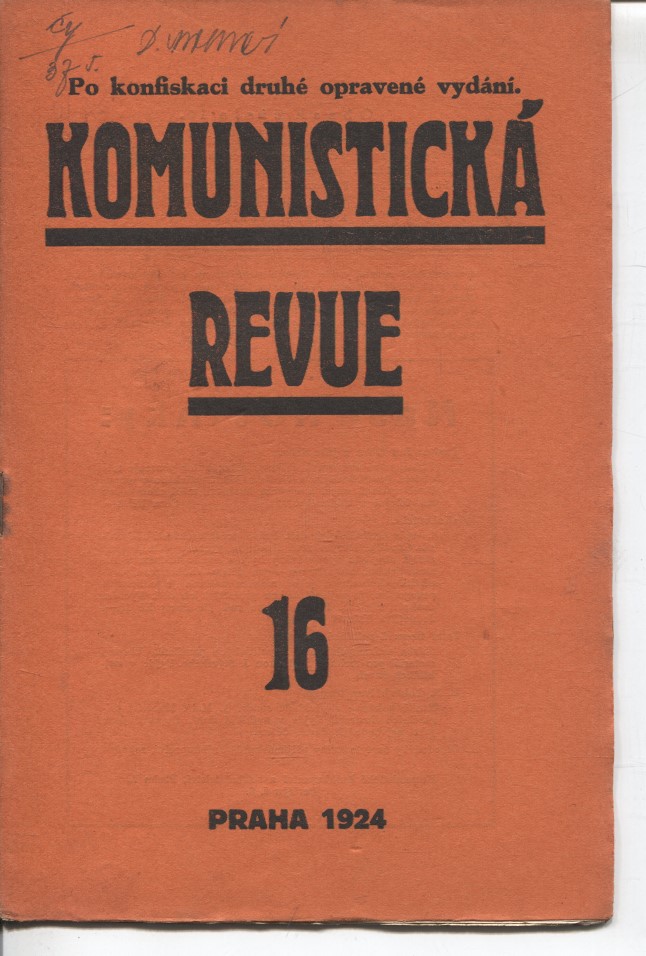 Po konfiskaci druhé opravené vydání.
KOMUNISTICKÁ
REVUE
16
PRAHA 1924